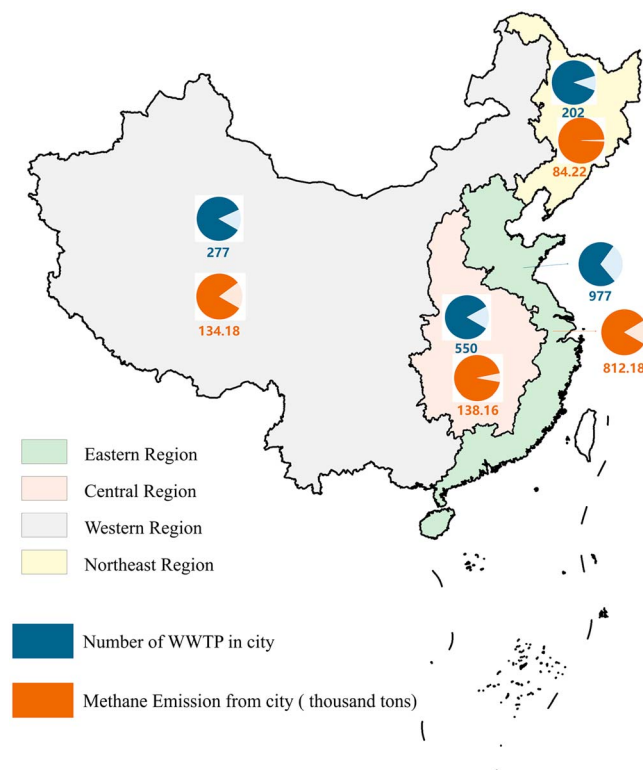 202
84.22
277
134.18
977
550
812.18
138.16
Eastern Region
Central Region
Western Region
Northeast Region
Number of WWTP in city
Methane Emission from city ( thousand tons)